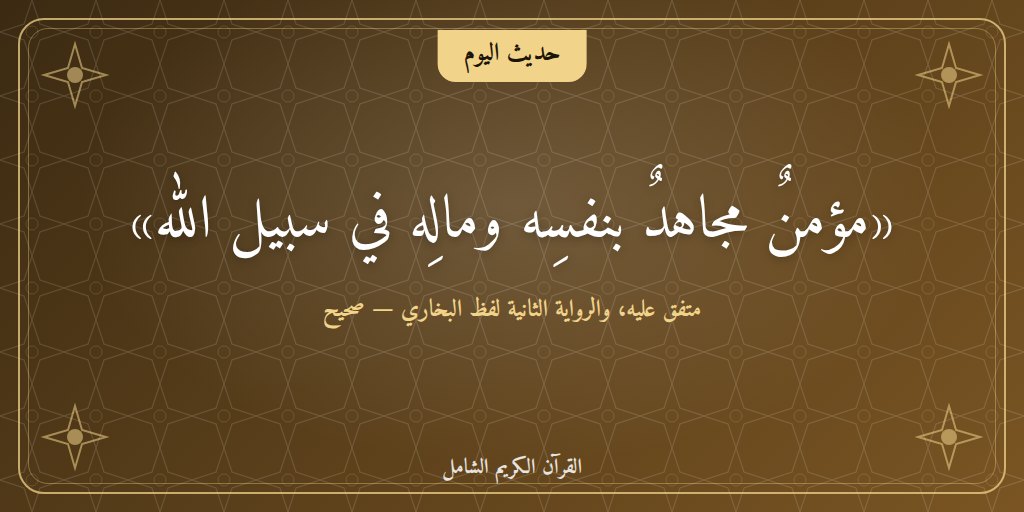 حديث اليوم
((مؤمنٌ مجاهدٌ بنفسِه ومالِه في سبيل الله))
متفق عليه، والرواية الثانية لفظ البخاري — صحيح
القرآن الكريم الشامل